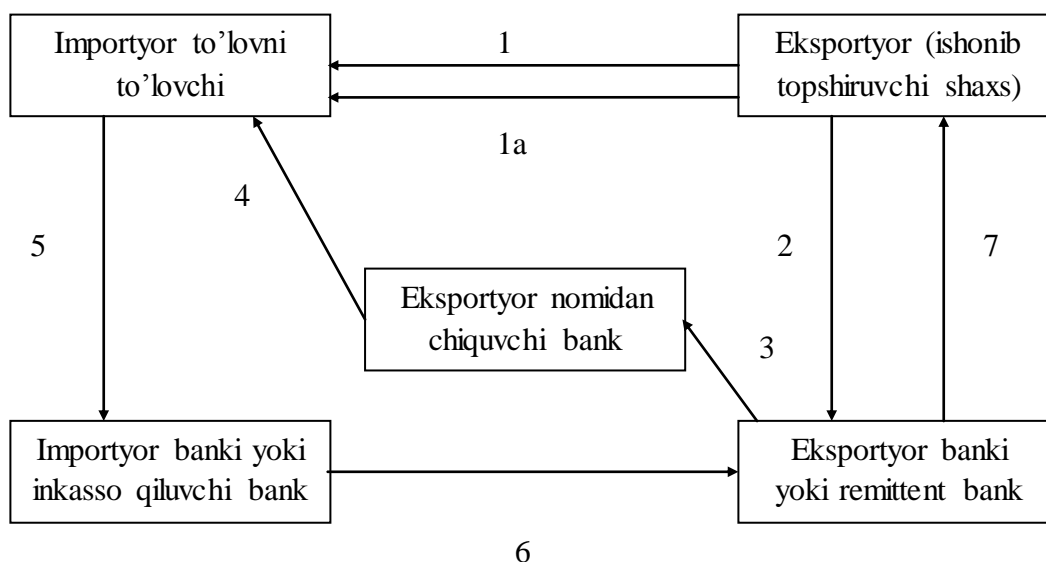 Importyor to’lovni
to’lovchi
1
Eksportyor (ishonib
topshiruvchi shaxs)
1a
4
5
2
7
Eksportyor nomidan
chiquvchi bank
3
Importyor banki yoki
inkasso qiluvchi bank
Eksportyor banki
yoki remittent bank
6